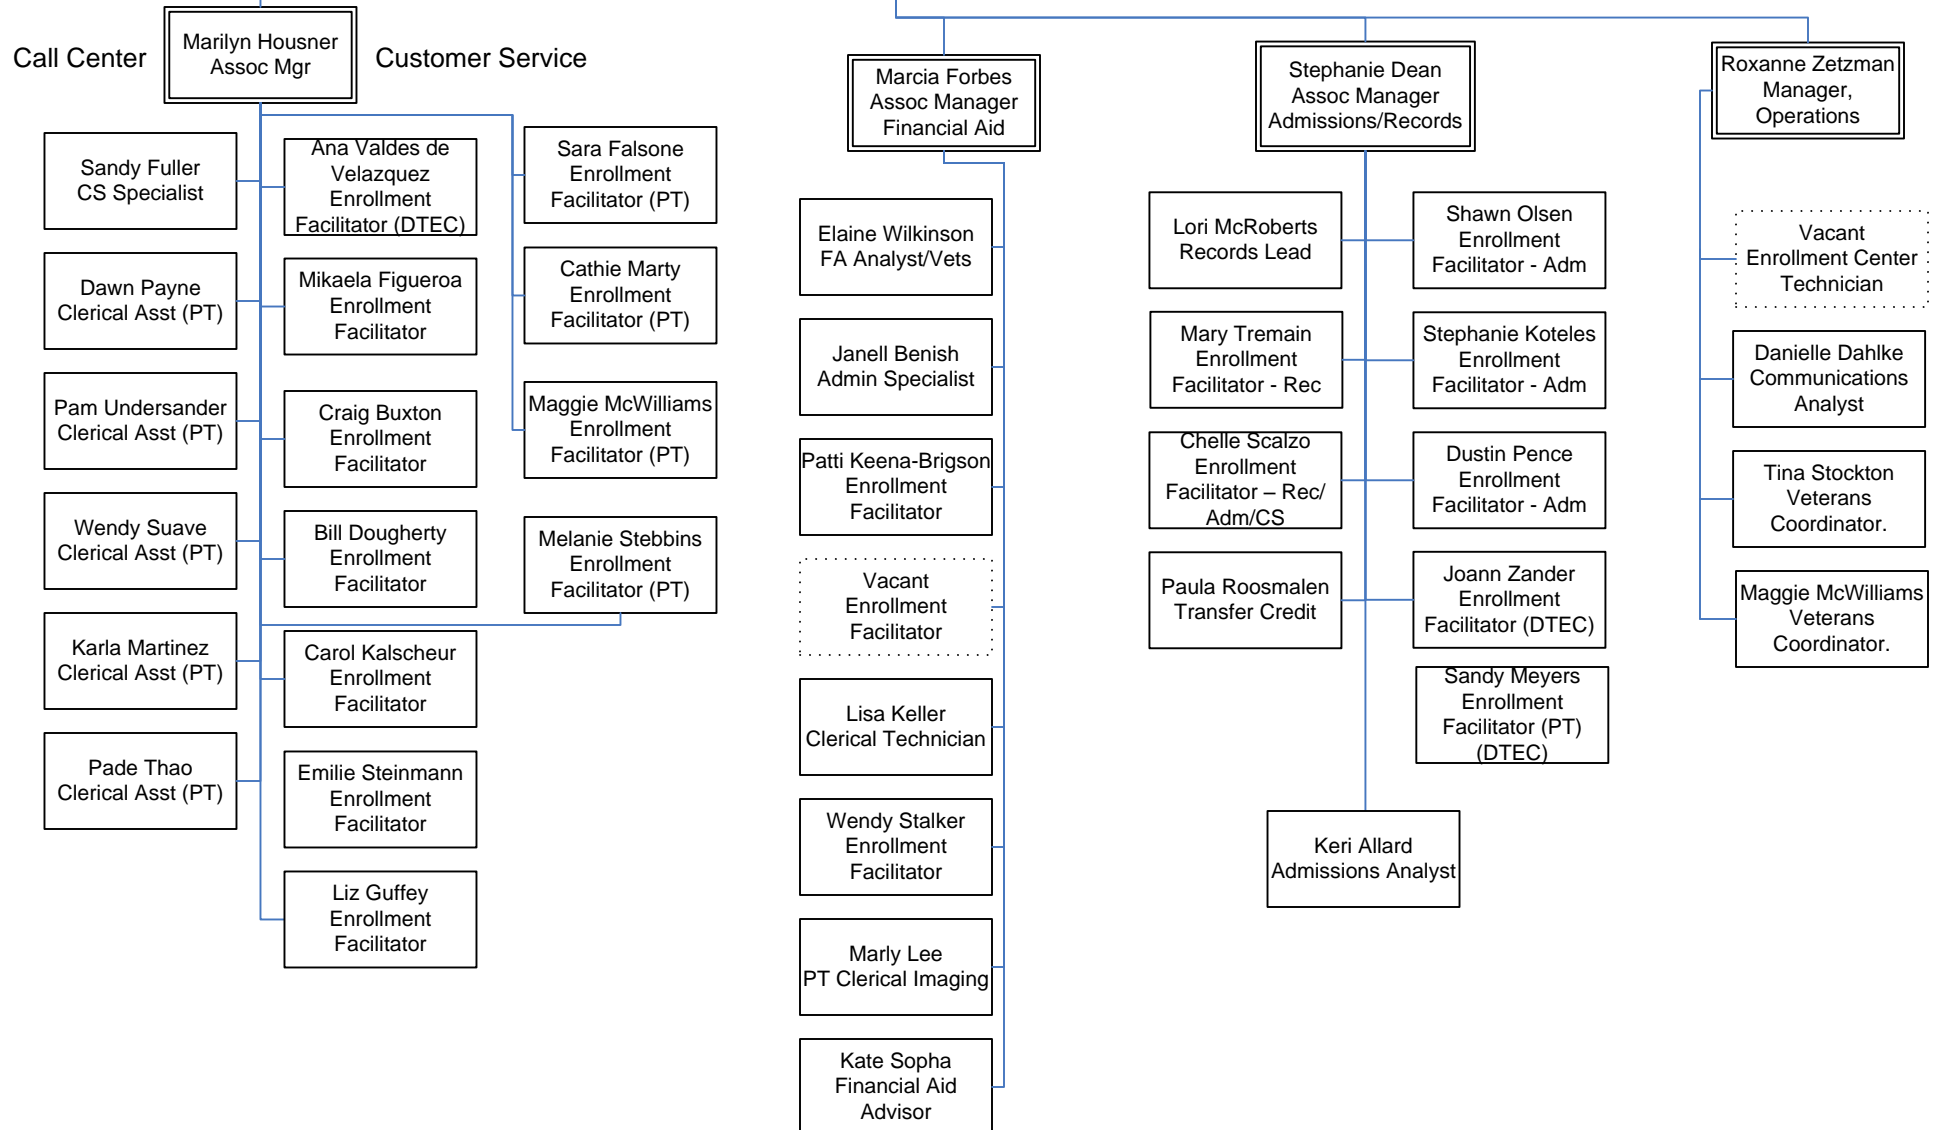 Call Center
Marilyn Housner
Assoc Mgr
Customer Service
Sandy Fuller
CS Specialist
Dawn Payne
Clerical Asst (PT)
Pam Undersander
Clerical Asst (PT)
Wendy Suave
Clerical Asst (PT)
Karla Martinez
Clerical Asst (PT)
Pade Thao
Clerical Asst (PT)
Ana Valdes de
Velazquez
Enrollment
Facilitator (DTEC)
Mikaela Figueroa
Enrollment
Facilitator
Craig Buxton
Enrollment
Facilitator
Bill Dougherty
Enrollment
Facilitator
Carol Kalscheur
Enrollment
Facilitator
Emilie Steinmann
Enrollment
Facilitator
Liz Guffey
Enrollment
Facilitator
Sara Falsone
Enrollment
Facilitator (PT)
Cathie Marty
Enrollment
Facilitator (PT)
Maggie McWilliams
Enrollment
Facilitator (PT)
Melanie Stebbins
Enrollment
Facilitator (PT)
Marcia Forbes
Assoc Manager
Financial Aid
Elaine Wilkinson
FA Analyst/Vets
Janell Benish
Admin Specialist
Patti Keena-Brigson
Enrollment
Facilitator
Vacant
Enrollment
Facilitator
Lisa Keller
Clerical Technician
Wendy Stalker
Enrollment
Facilitator
Marly Lee
PT Clerical Imaging
Kate Sopha
Financial Aid
Advisor
Stephanie Dean
Assoc Manager
Admissions/Records
Lori McRoberts
Records Lead
Mary Tremain
Enrollment
Facilitator - Rec
Chelle Scalzo
Enrollment
Facilitator – Rec/
Adm/CS
Paula Roosmalen
Transfer Credit
Shawn Olsen
Enrollment
Facilitator - Adm
Stephanie Koteles
Enrollment
Facilitator - Adm
Dustin Pence
Enrollment
Facilitator - Adm
Joann Zander
Enrollment
Facilitator (DTEC)
Sandy Meyers
Enrollment
Facilitator (PT)
(DTEC)
Keri Allard
Admissions Analyst
Roxanne Zetzman
Manager,
Operations
Vacant
Enrollment Center
Technician
Danielle Dahlke
Communications
Analyst
Tina Stockton
Veterans
Coordinator.
Maggie McWilliams
Veterans
Coordinator.